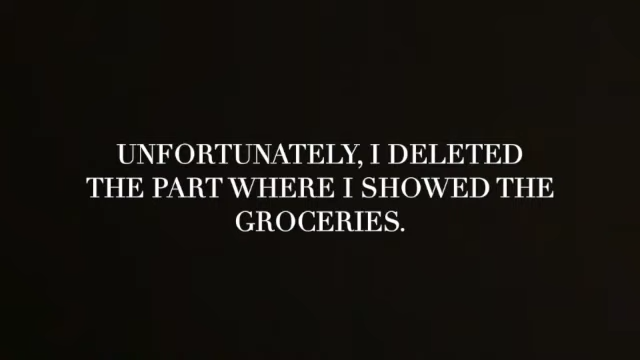 UNFORTUNATELY, I DELETED
THE PART WHERE I SHOWED THE
GROCERIES.